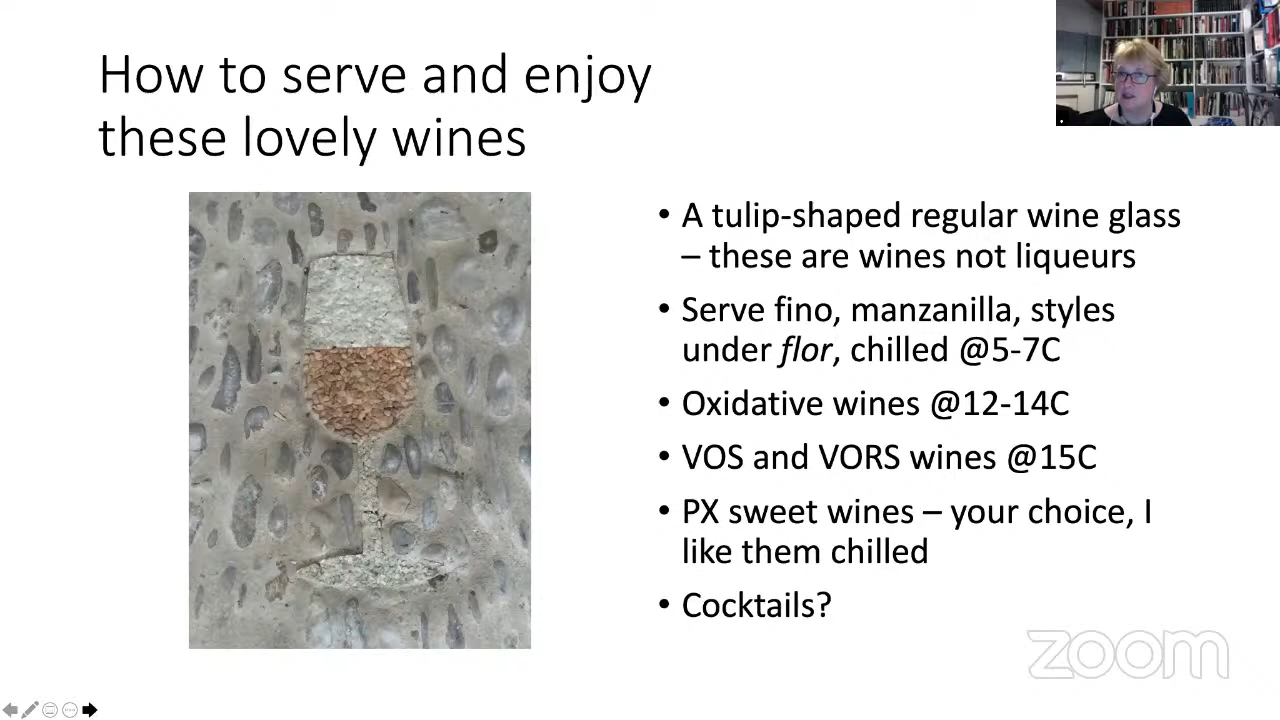 How to serve and enjoy
these lovely wines
• A tulip-shaped regular wine glass
– these are wines not liqueurs
• Serve fino, manzanilla, styles
under flor, chilled @5-7C
• Oxidative wines @12-14C
• VOS and VORS wines @15C
• PX sweet wines – your choice, I
like them chilled
• Cocktails?
zoom